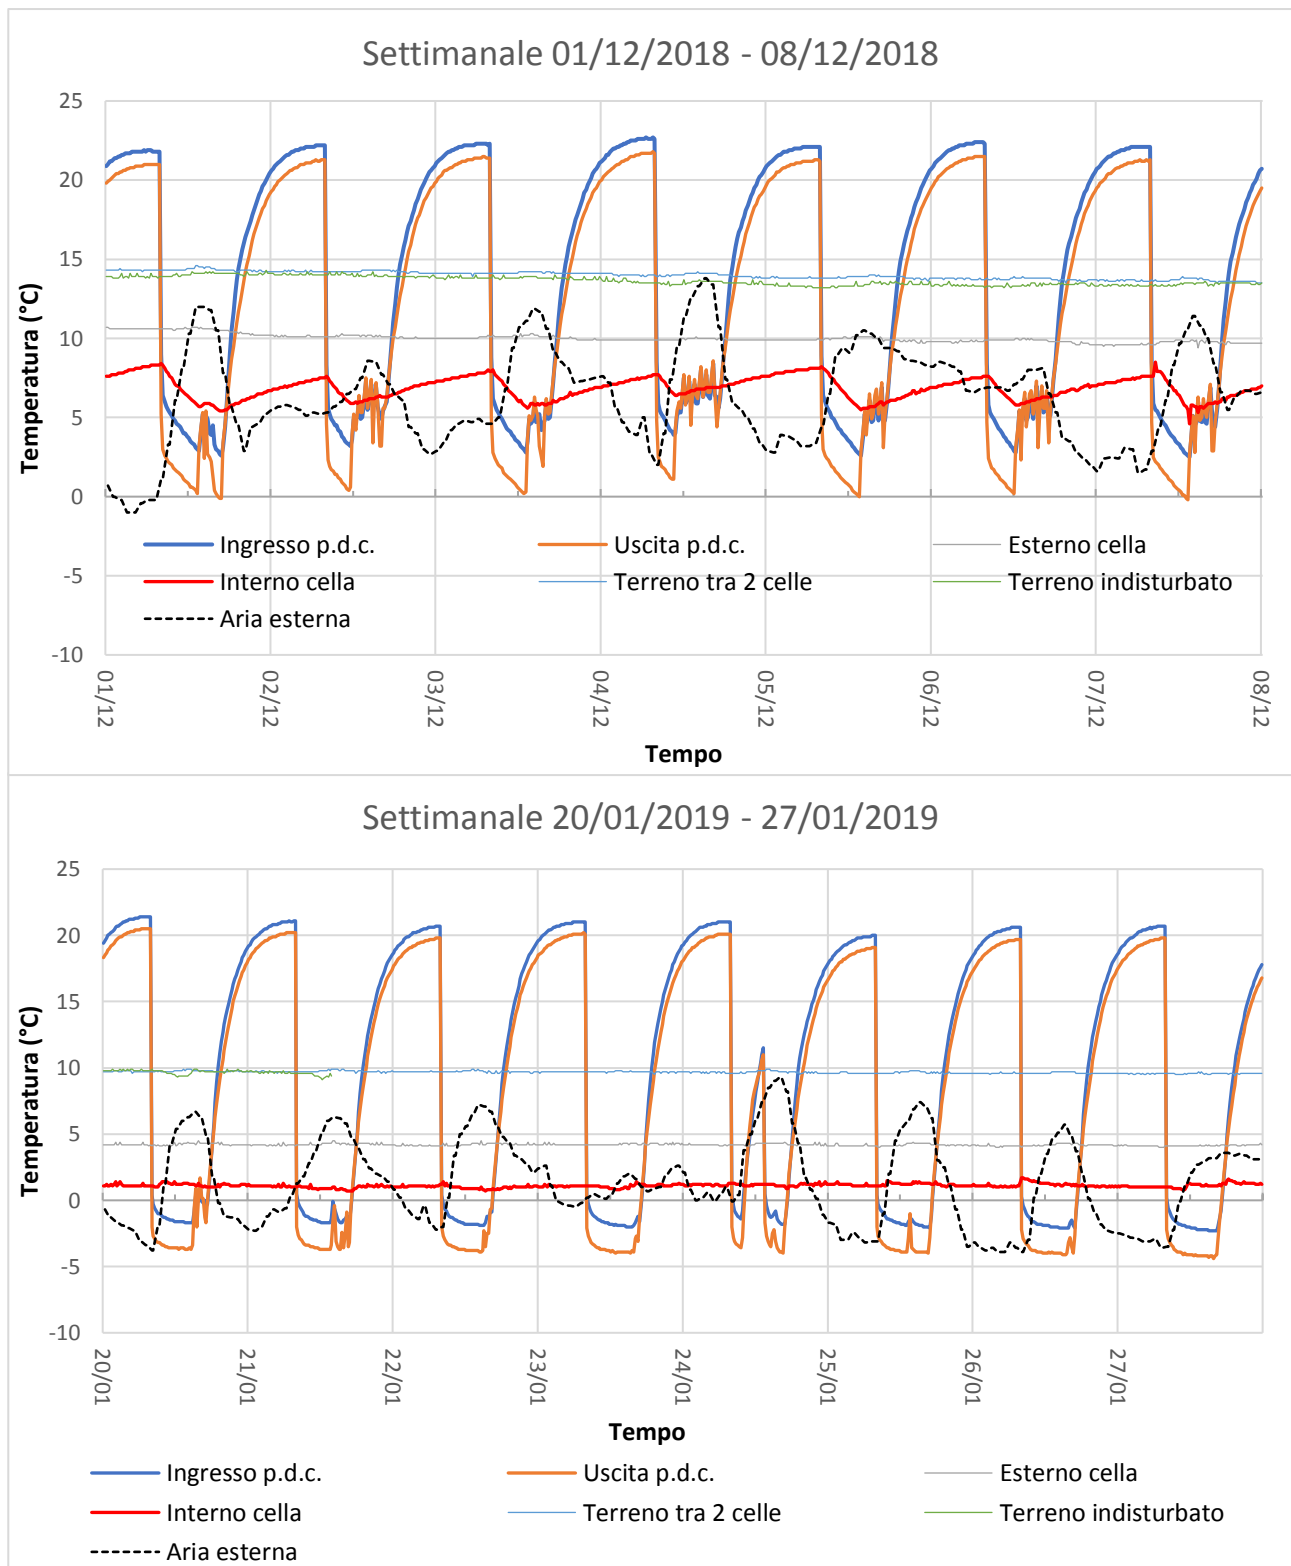 Settimanale 01/12/2018 - 08/12/2018
25
20
15
10
5
0
-5
-10
Temperatura (°C)
Ingresso p.d.c. Uscita p.d.c. Esterno cella
Interno cella Terreno tra 2 celle Terreno indisturbato
Aria esterna
01/12 02/12 03/12 04/12 05/12 06/12 07/12 08/12
Tempo
Settimanale 20/01/2019 - 27/01/2019
25
20
15
10
5
0
-5
-10
Temperatura (°C)
20/01 21/01 22/01 23/01 24/01 25/01 26/01 27/01
Tempo
Ingresso p.d.c. Uscita p.d.c. Esterno cella
Interno cella Terreno tra 2 celle Terreno indisturbato
Aria esterna